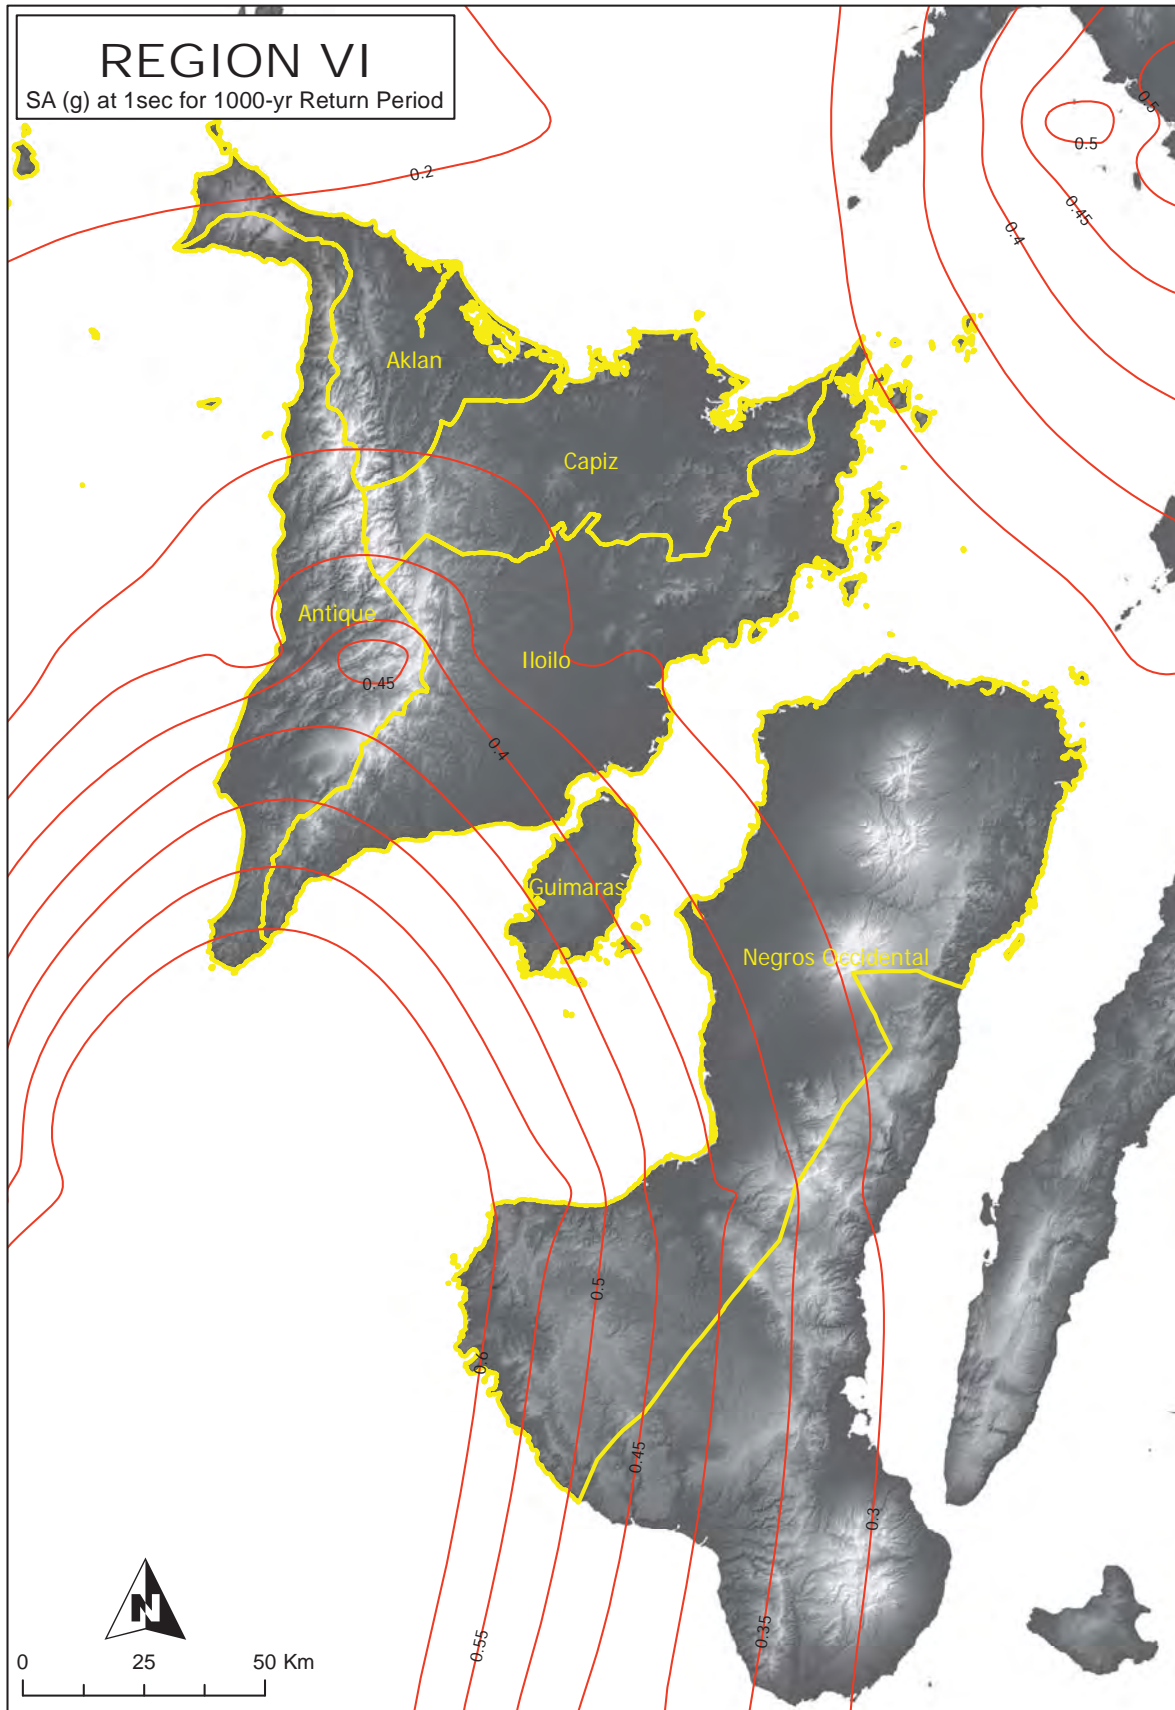 REGION VI
SA (g) at 1sec for 1000-yr Return Period
0.5
0.5
0.2
0.45
0.4
Aklan
Capiz
Antique
Iloilo
0.45
0.4
Guimaras
Negros Occidental
0.5
0.6
0.45
0.3
0.55
0.35
N
0 25 50 Km